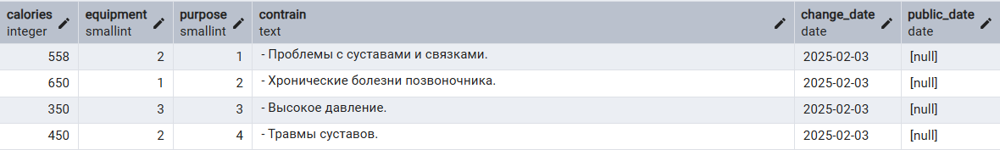 calories equipment purpose contrain change_date public_date
integer smallint smallint text date date
558 2 1 - Проблемы с суставами и связками. 2025-02-03 [null]
650 1 2 - Хронические болезни позвоночника. 2025-02-03 [null]
350 3 3 - Высокое давление. 2025-02-03 [null]
450 2 4 - Травмы суставов. 2025-02-03 [null]